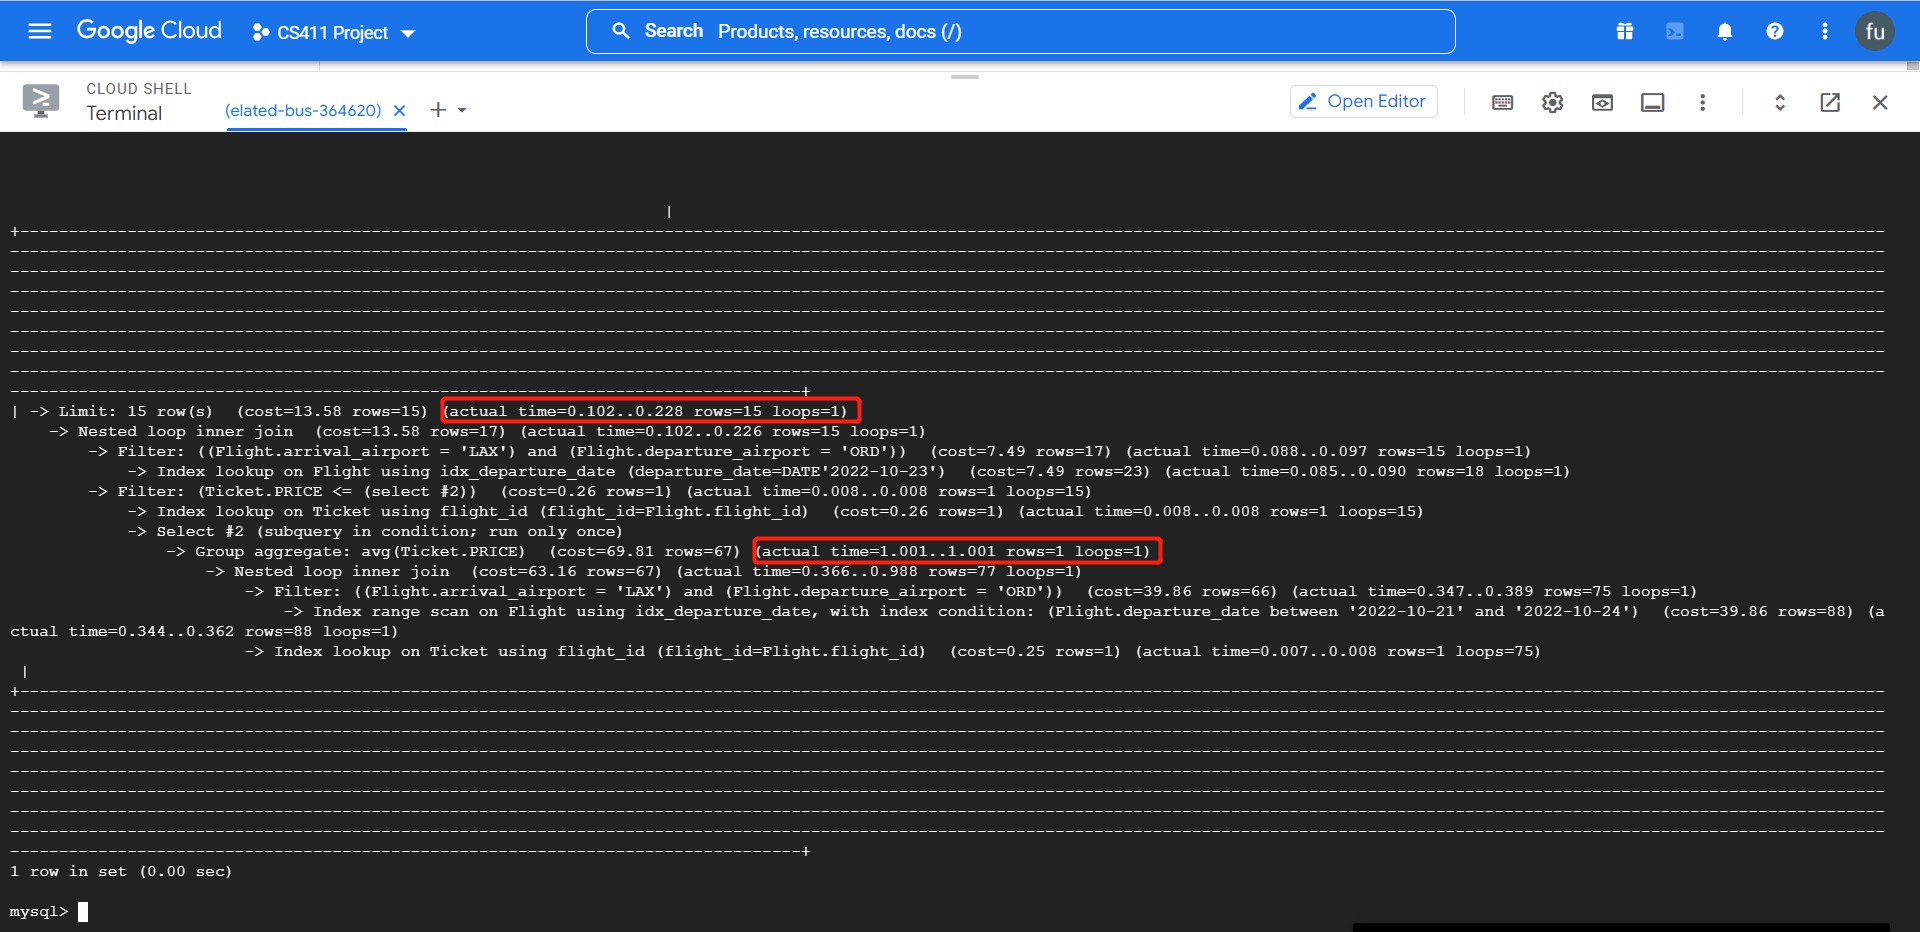 Google Cloud CS411 Project Search Products, resources, docs (/) fu
CLOUD SHELL
Terminal
(elated-bus-364620)
Open Editor
|
+-----------------------------------------------------------------------------------------------------------------------------------------------------------------------------------------------
-----------------------------------------------------------------------------------+
| -> Limit: 15 row(s)  (cost=13.58 rows=15) (actual time=0.102..0.228 rows=15 loops=1)
    -> Nested loop inner join  (cost=13.58 rows=17) (actual time=0.102..0.226 rows=15 loops=1)
        -> Filter: ((Flight.arrival_airport = 'LAX') and (Flight.departure_airport = 'ORD'))  (cost=7.49 rows=17) (actual time=0.088..0.097 rows=15 loops=1)
            -> Index lookup on Flight using idx_departure_date (departure_date=DATE'2022-10-23')  (cost=7.49 rows=23) (actual time=0.085..0.090 rows=18 loops=1)
        -> Filter: (Ticket.PRICE <= (select #2))  (cost=0.26 rows=1) (actual time=0.008..0.008 rows=1 loops=15)
            -> Index lookup on Ticket using flight_id (flight_id=Flight.flight_id)  (cost=0.26 rows=1) (actual time=0.008..0.008 rows=1 loops=15)
            -> Select #2 (subquery in condition; run only once)
                -> Group aggregate: avg(Ticket.PRICE)  (cost=69.81 rows=67) (actual time=1.001..1.001 rows=1 loops=1)
                    -> Nested loop inner join  (cost=63.16 rows=67) (actual time=0.366..0.988 rows=77 loops=1)
                        -> Filter: ((Flight.arrival_airport = 'LAX') and (Flight.departure_airport = 'ORD'))  (cost=39.86 rows=66) (actual time=0.347..0.389 rows=75 loops=1)
                            -> Index range scan on Flight using idx_departure_date, with index condition: (Flight.departure_date between '2022-10-21' and '2022-10-24')  (cost=39.86 rows=88) (a
ctual time=0.344..0.362 rows=88 loops=1)
                        -> Index lookup on Ticket using flight_id (flight_id=Flight.flight_id)  (cost=0.25 rows=1) (actual time=0.007..0.008 rows=1 loops=75)
 |
+-----------------------------------------------------------------------------------------------------------------------------------------------------------------------------------------------
-----------------------------------------------------------------------------------+
1 row in set (0.00 sec)
mysql>